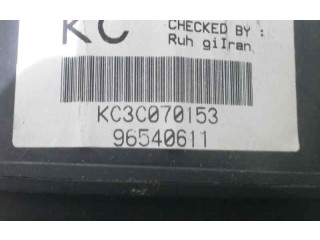 KC
CHECKED BY :
Ruh giIran
KC3C070153
96540611